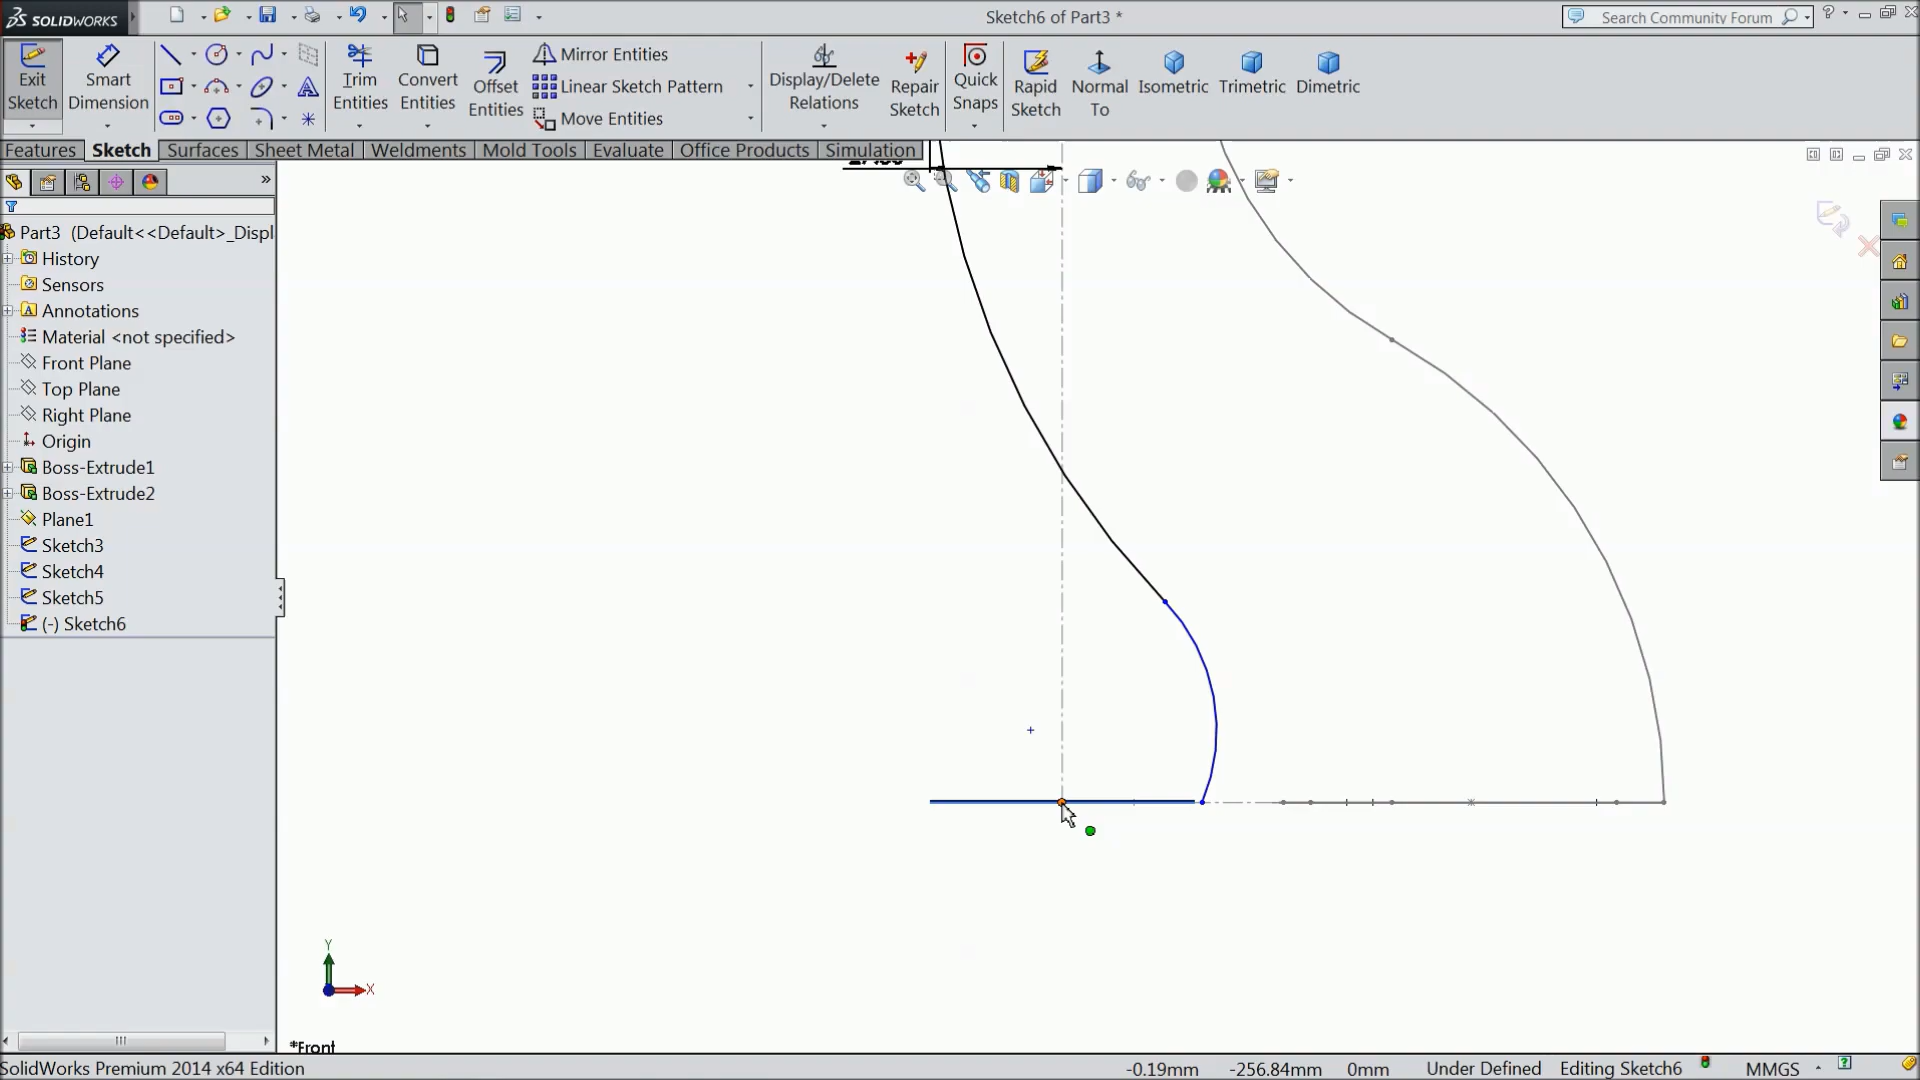 SOLIDWORKS
Sketch6 of Part3 *
Search Community Forum
Exit Sketch
Smart Dimension
Trim Entities
Convert Entities
Offset Entities
Mirror Entities
Linear Sketch Pattern
Move Entities
Display/Delete Relations
Repair Sketch
Quick Snaps
Rapid Sketch
Normal To
Isometric
Trimetric
Dimetric
Features
Sketch
Surfaces
Sheet Metal
Weldments
Mold Tools
Evaluate
Office Products
Simulation
Part3 (Default<<Default>_Displ
History
Sensors
Annotations
Material <not specified>
Front Plane
Top Plane
Right Plane
Origin
Boss-Extrude1
Boss-Extrude2
Plane1
Sketch3
Sketch4
Sketch5
(-) Sketch6
Y
X
*Front
SolidWorks Premium 2014 x64 Edition
-0.19mm
-256.84mm
0mm
Under Defined
Editing Sketch6
MMGS